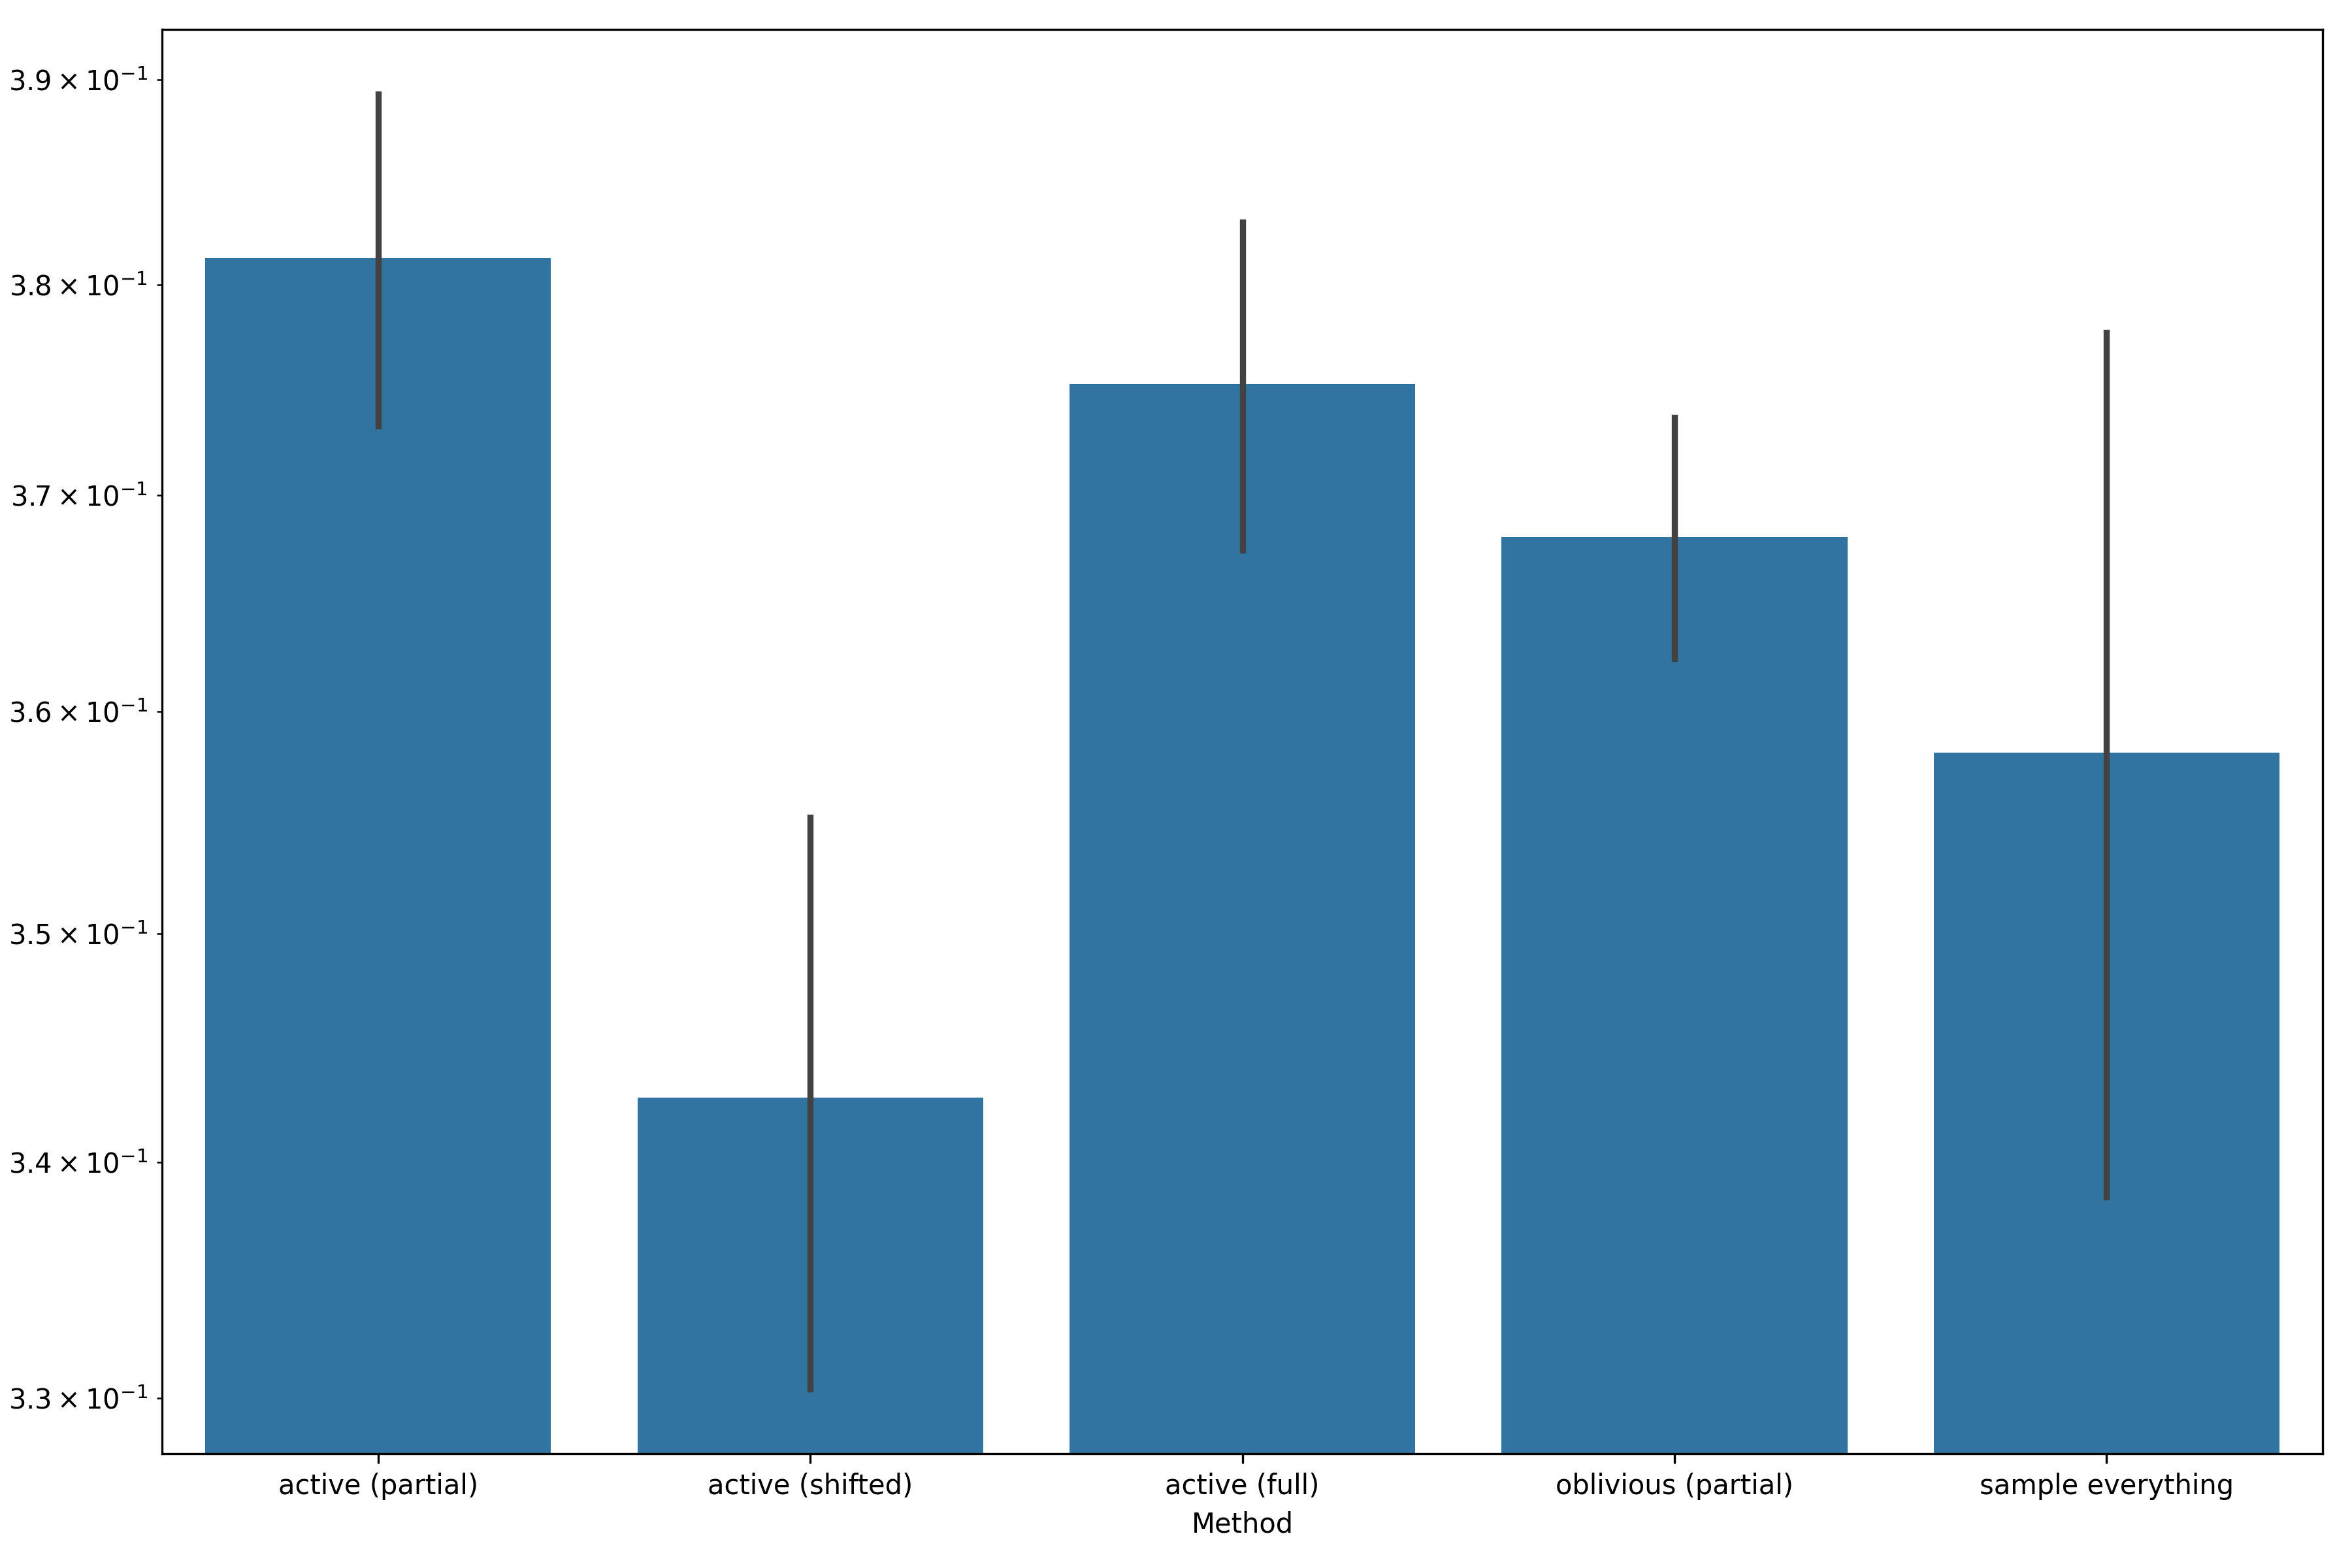 3.9 × 10⁻¹
3.8 × 10⁻¹
3.7 × 10⁻¹
3.6 × 10⁻¹
3.5 × 10⁻¹
3.4 × 10⁻¹
3.3 × 10⁻¹
active (partial) active (shifted) active (full) oblivious (partial) sample everything
Method